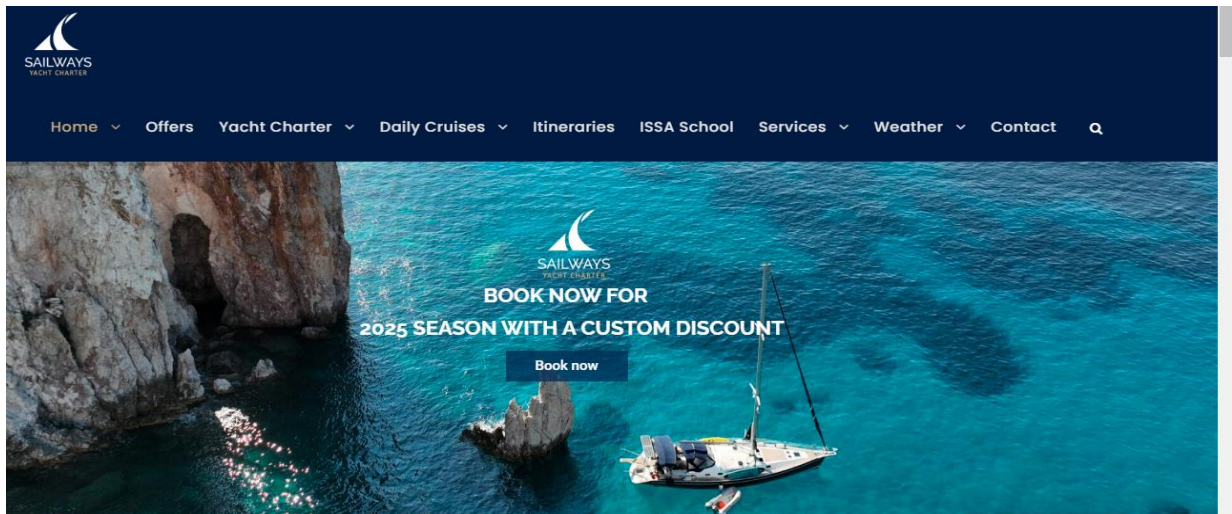 SAILWAYS
YACHT CHARTER
Home Offers Yacht Charter Daily Cruises Itineraries ISSA School Services Weather Contact
SAILWAYS
YACHT CHARTER
BOOK NOW FOR
2025 SEASON WITH A CUSTOM DISCOUNT
Book now